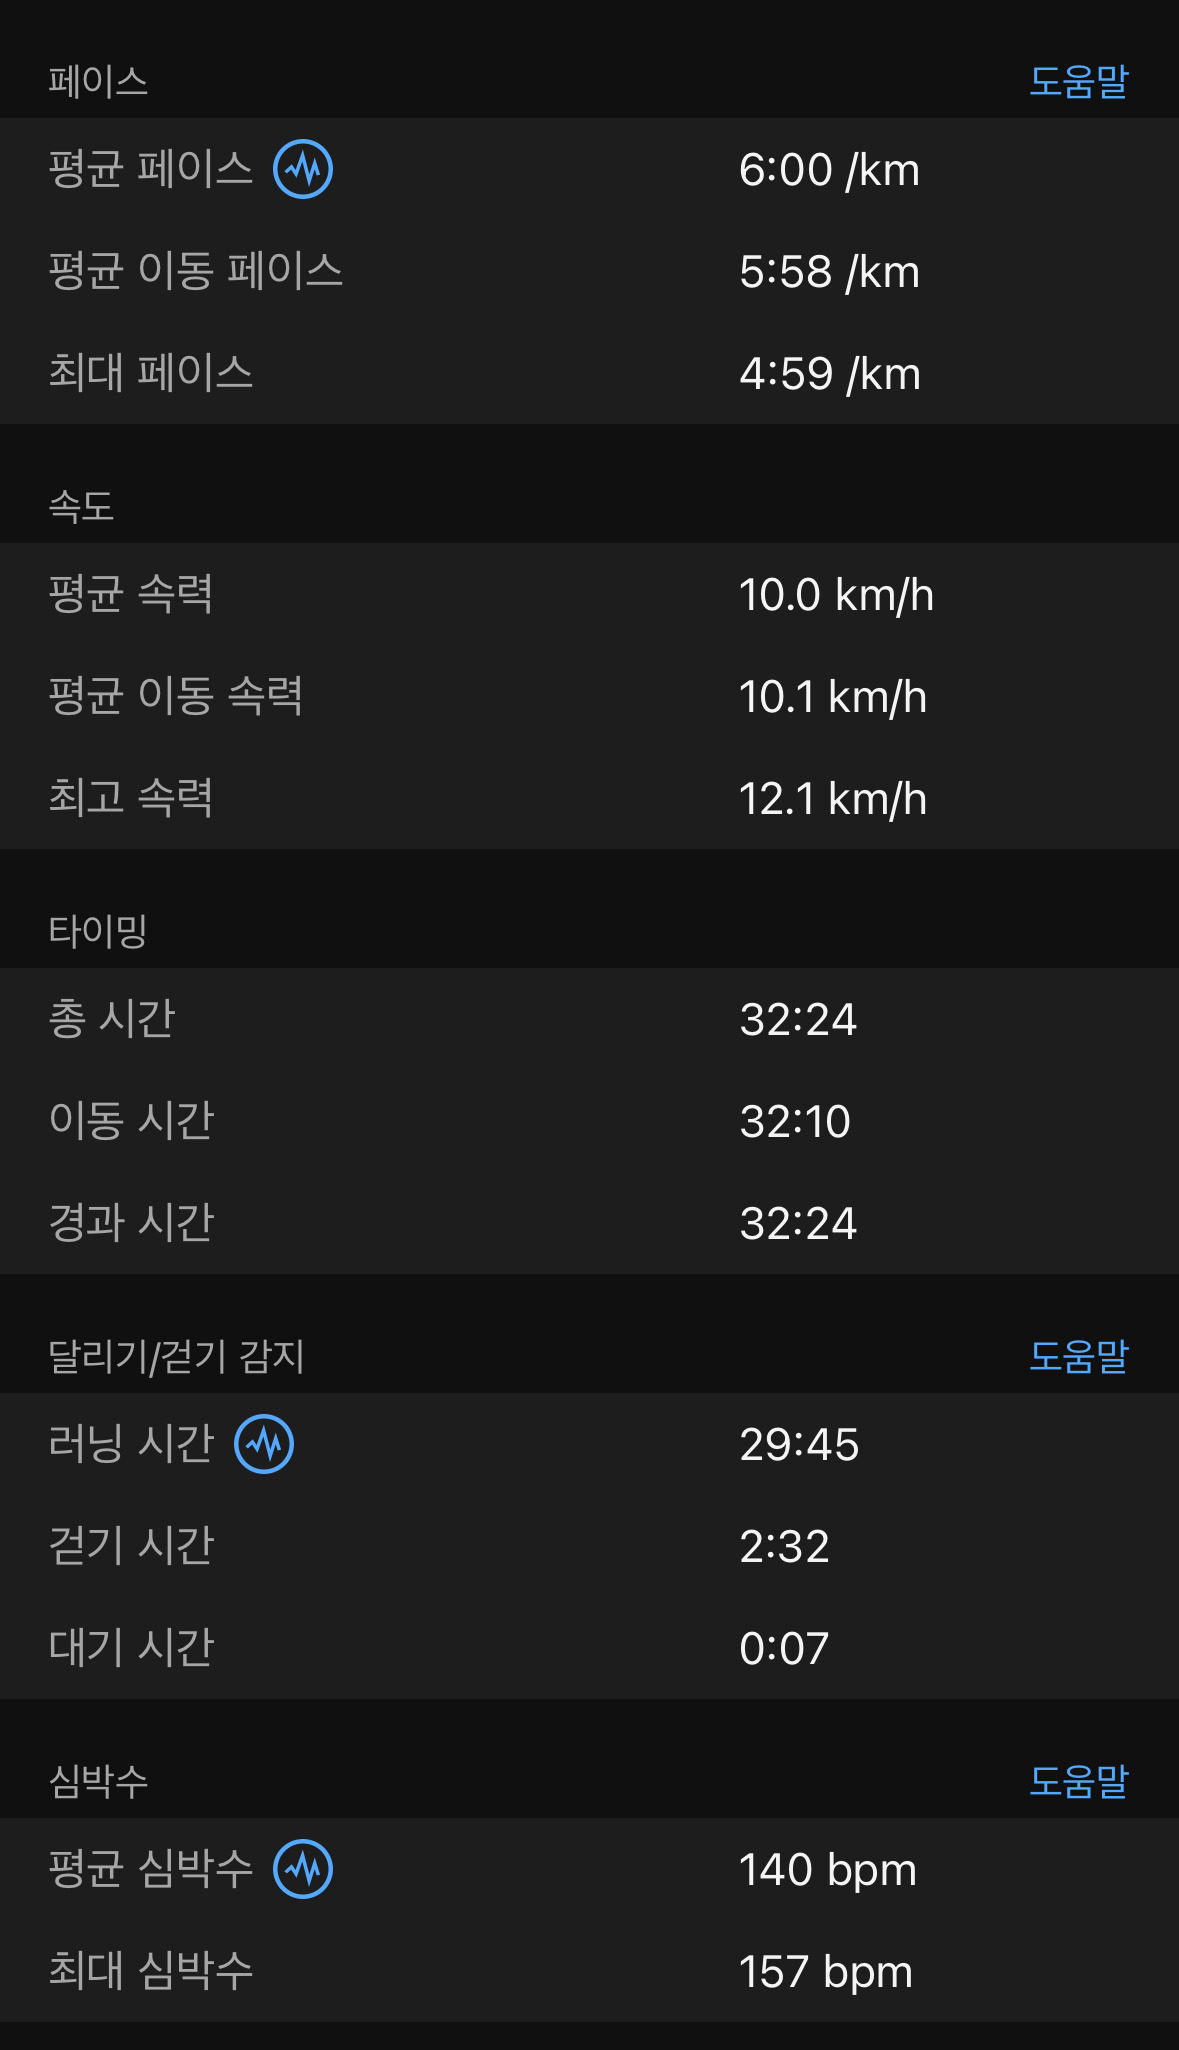 페이스 도움말
평균 페이스 6:00 /km
평균 이동 페이스 5:58 /km
최대 페이스 4:59 /km
속도
평균 속력 10.0 km/h
평균 이동 속력 10.1 km/h
최고 속력 12.1 km/h
타이밍
총 시간 32:24
이동 시간 32:10
경과 시간 32:24
달리기/걷기 감지 도움말
러닝 시간 29:45
걷기 시간 2:32
대기 시간 0:07
심박수 도움말
평균 심박수 140 bpm
최대 심박수 157 bpm